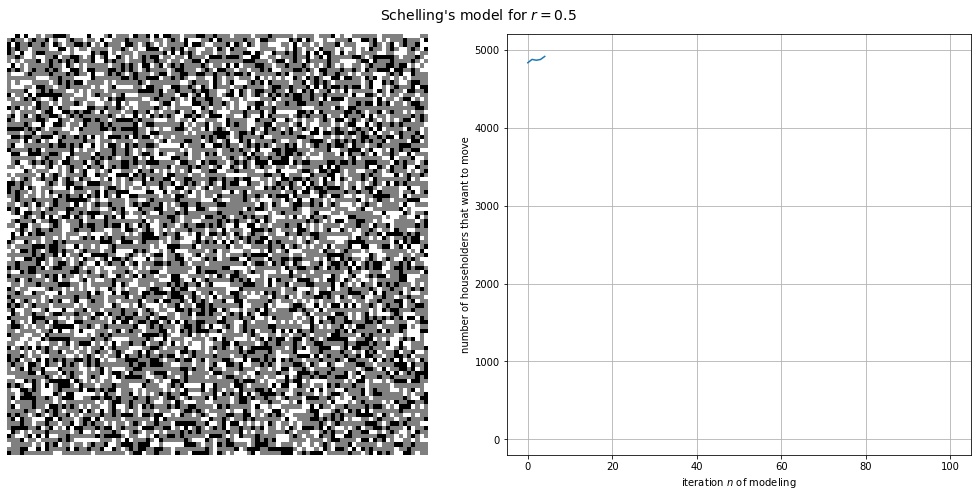 Schelling's model for r = 0.5
number of householders that want to move
5000
4000
3000
2000
1000
0
0 20 40 60 80 100
iteration n of modeling